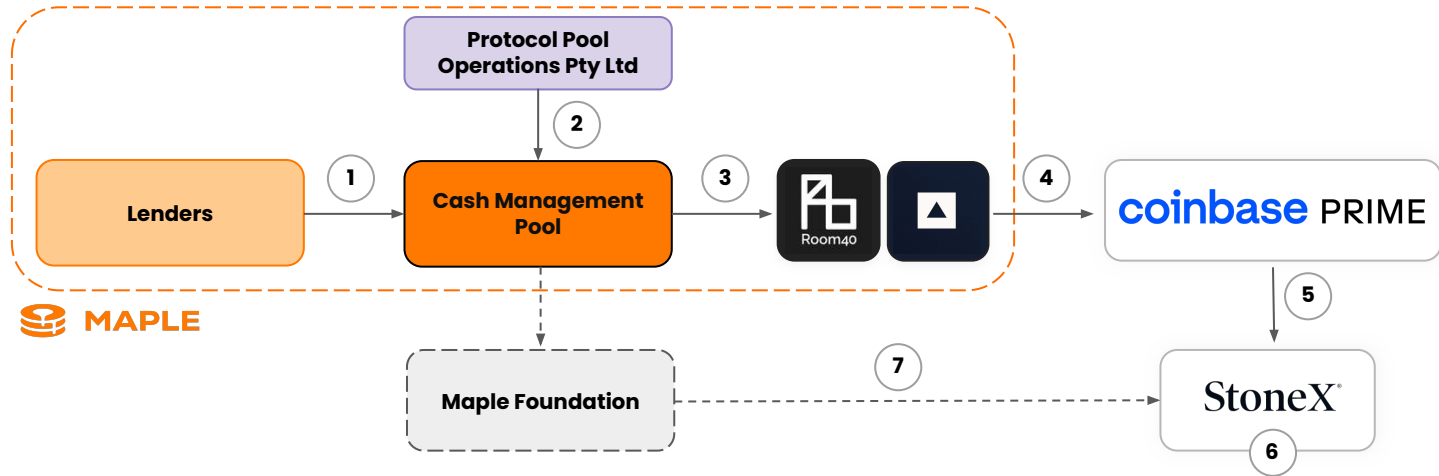 Protocol Pool
Operations Pty Ltd
2
Lenders
1
Cash Management
Pool
3
Room40
4
coinbase PRIME
5
MAPLE
Maple Foundation
7
StoneX®
6